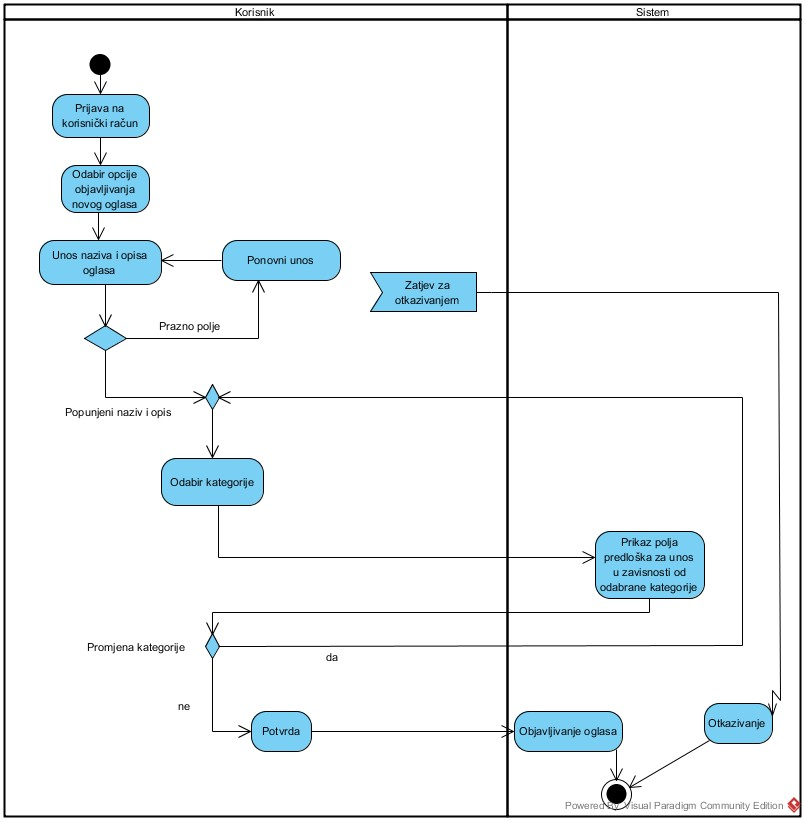 Korisnik
Sistem
Prijava na
korisnički račun
Odabir opcije
objavljivanja
novog oglasa
Unos naziva i opisa
oglasa
Ponovni unos
Zatjev za
otkazivanjem
Prazno polje
Popunjeni naziv i opis
Odabir kategorije
Prikaz polja
predloška za unos
u zavisnosti od
odabrane kategorije
Promjena kategorije
da
ne
Potvrda
Objavljivanje oglasa
Otkazivanje
Powered By Visual Paradigm Community Edition